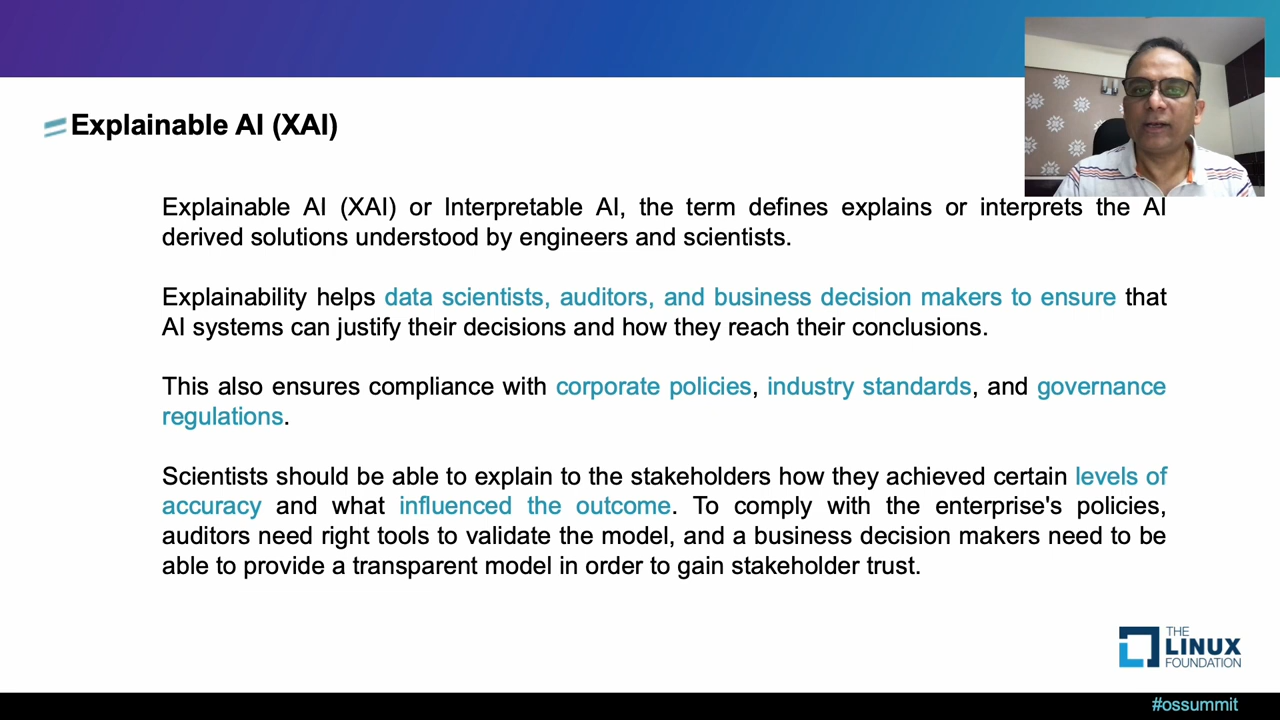 Explainable AI (XAI)
Explainable AI (XAI) or Interpretable AI, the term defines explains or interprets the AI
derived solutions understood by engineers and scientists.
Explainability helps data scientists, auditors, and business decision makers to ensure that
AI systems can justify their decisions and how they reach their conclusions.
This also ensures compliance with corporate policies, industry standards, and governance
regulations.
Scientists should be able to explain to the stakeholders how they achieved certain levels of
accuracy and what influenced the outcome. To comply with the enterprise's policies,
auditors need right tools to validate the model, and a business decision makers need to be
able to provide a transparent model in order to gain stakeholder trust.
THE
LINUX
FOUNDATION
#ossummit